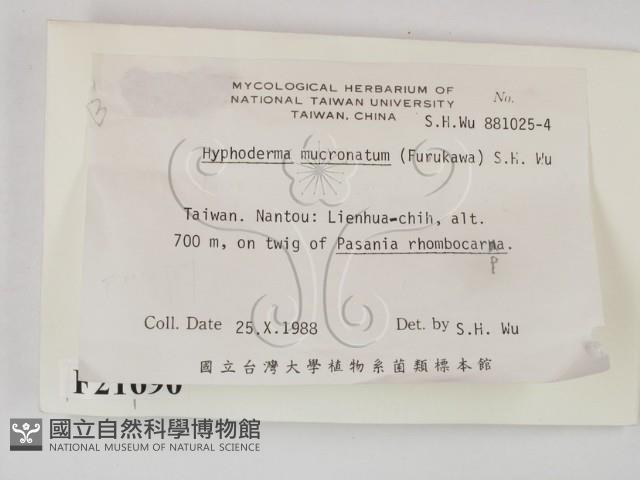 MYCOLOGICAL HERBARIUM OF
NATIONAL TAIWAN UNIVERSITY
TAIWAN, CHINA
No.
S.H.Wu 881025-4
Hyphoderma mucronatum (Furukawa) S.H. Wu
Taiwan. Nantou: Lienhua-chih, alt.
700 m, on twig of Pasania rhombocarpa.
p
Coll. Date 25.X.1988 Det. by S.H. Wu
國立台灣大學植物系菌類標本館
國立自然科學博物館
NATIONAL MUSEUM OF NATURAL SCIENCE